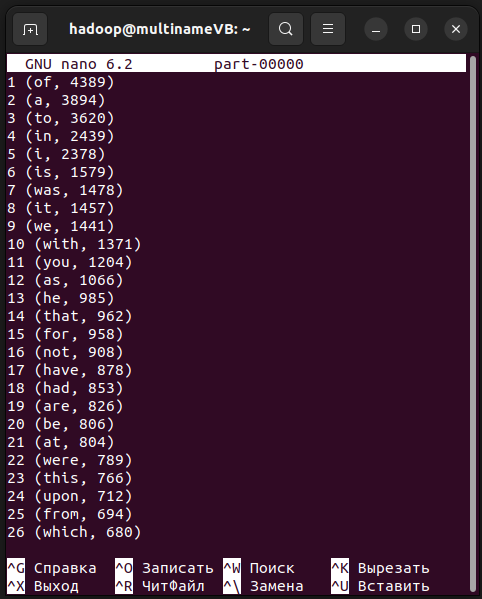 hadoop@multinameVB: ~
GNU nano 6.2 part-00000
1 (of, 4389)
2 (a, 3894)
3 (to, 3620)
4 (in, 2439)
5 (i, 2378)
6 (is, 1579)
7 (was, 1478)
8 (it, 1457)
9 (we, 1441)
10 (with, 1371)
11 (you, 1204)
12 (as, 1066)
13 (he, 985)
14 (that, 962)
15 (for, 958)
16 (not, 908)
17 (have, 878)
18 (had, 853)
19 (are, 826)
20 (be, 806)
21 (at, 804)
22 (were, 789)
23 (this, 766)
24 (upon, 712)
25 (from, 694)
26 (which, 680)
^G Справка ^O Записать ^W Поиск ^K Вырезать
^X Выход ^R ЧитФайл ^\ Замена ^U Вставить